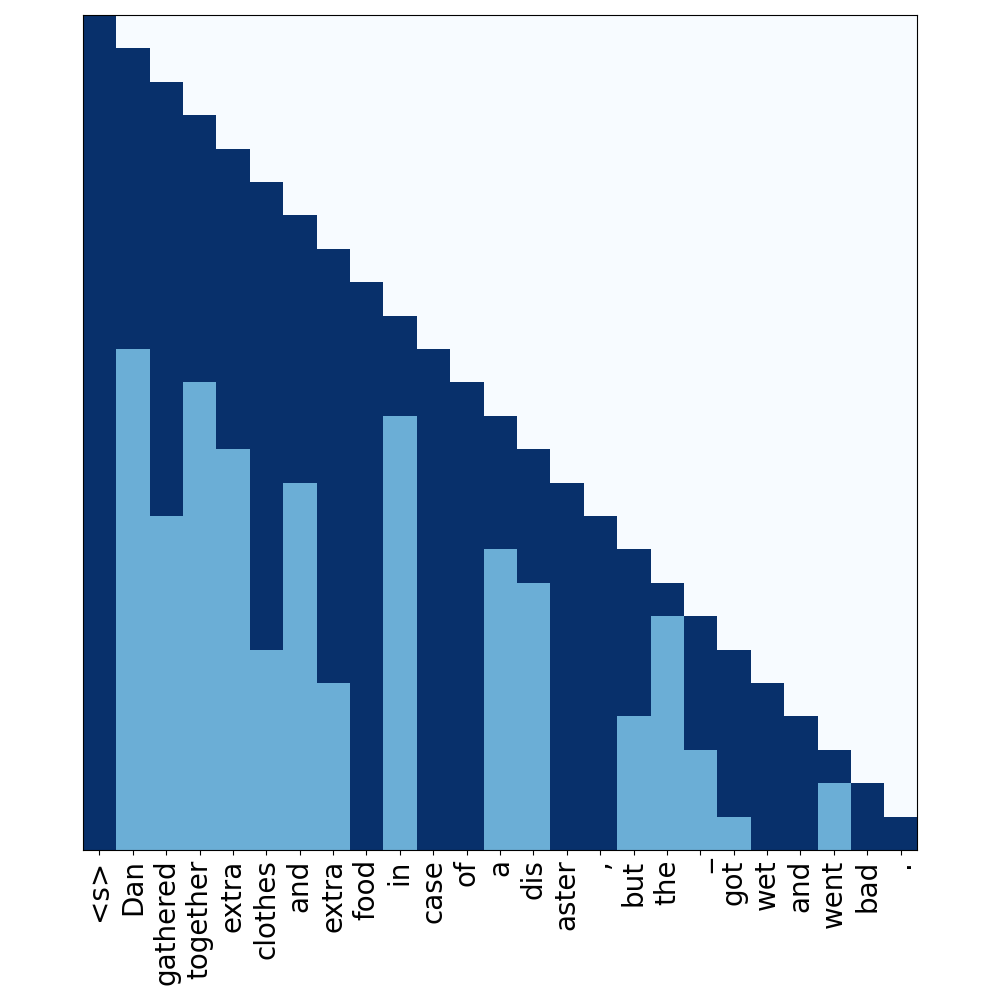 <s> Dan gathered together extra clothes and extra food in case of a dis aster , but the _ got wet and went bad .